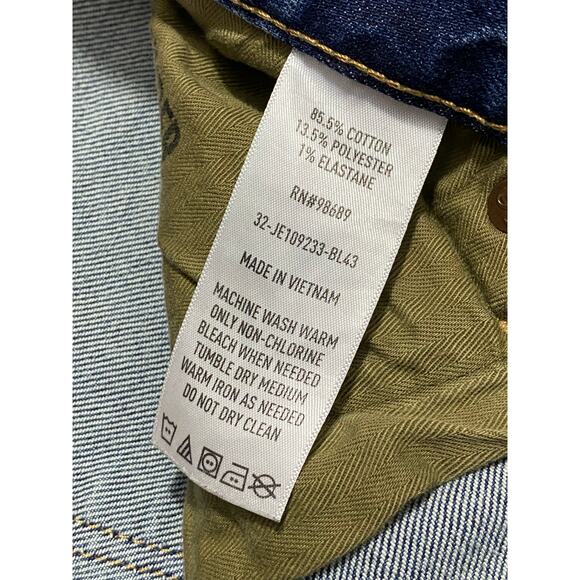 85.5% COTTON
13.5% POLYESTER
1% ELASTANE
RN#98689
32-JE109233-BL43
MADE IN VIETNAM
MACHINE WASH WARM
ONLY NON-CHLORINE
BLEACH WHEN NEEDED
TUMBLE DRY MEDIUM
WARM IRON AS NEEDED
DO NOT DRY CLEAN